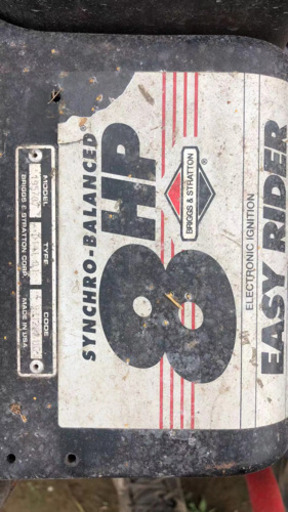 MODEL TYPE CODE
BRIGGS & STRATTON CORP. MADE IN USA
SYNCHRO-BALANCED®
8HP
BRIGGS & STRATTON
ELECTRONIC IGNITION
EASY RIDER